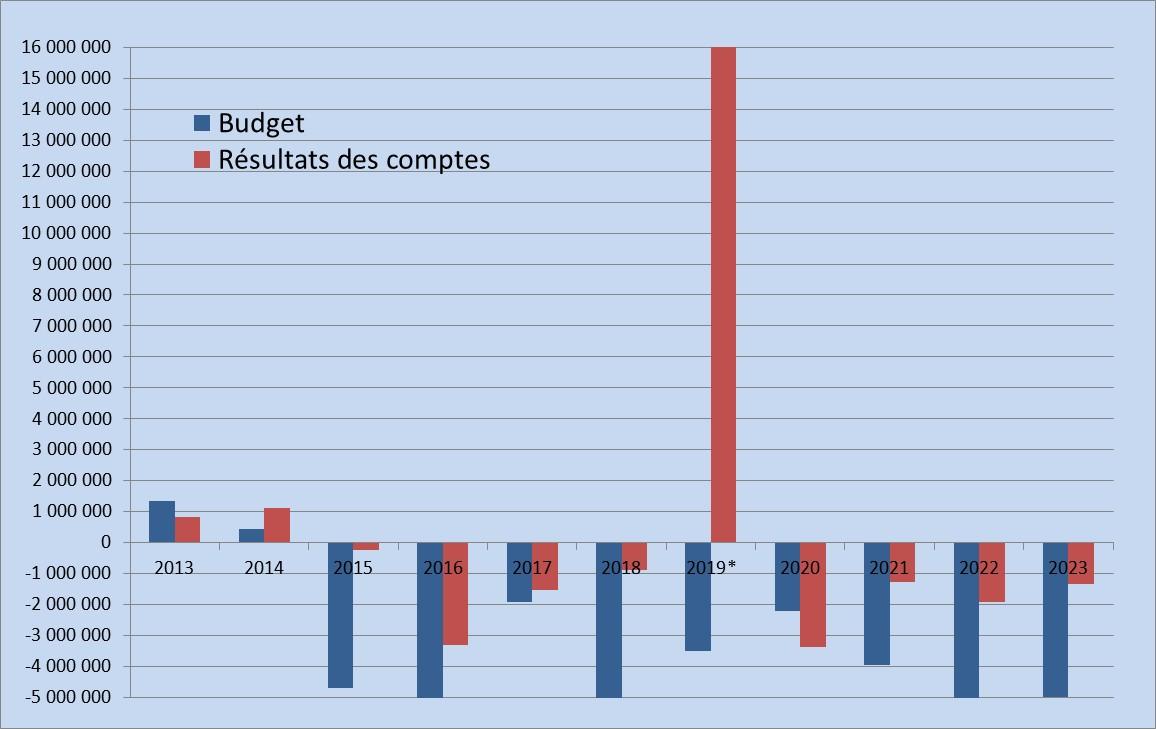 16 000 000
15 000 000
14 000 000
13 000 000
12 000 000
11 000 000
10 000 000
9 000 000
8 000 000
7 000 000
6 000 000
5 000 000
4 000 000
3 000 000
2 000 000
1 000 000
0
-1 000 000
-2 000 000
-3 000 000
-4 000 000
-5 000 000
Budget
Résultats des comptes
2013 2014 2015 2016 2017 2018 2019* 2020 2021 2022 2023